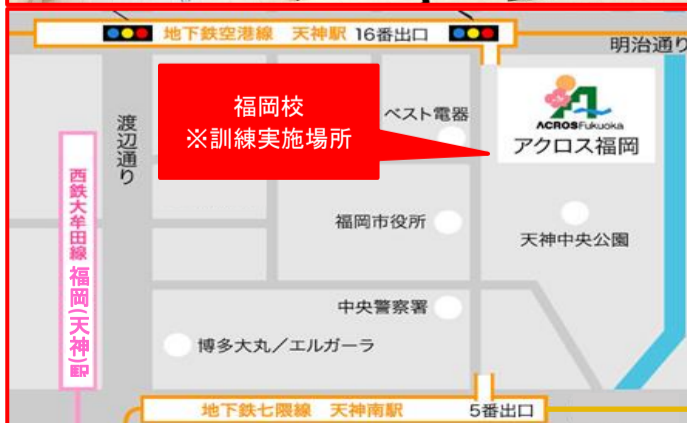 地下鉄空港線 天神駅 16番出口
明治通り
福岡校
※訓練実施場所
ベスト電器
渡辺通り
ACROS Fukuoka
アクロス福岡
西鉄大牟田線 福岡(天神)駅
福岡市役所
天神中央公園
中央警察署
博多大丸/エルガーラ
地下鉄七隈線 天神南駅 5番出口